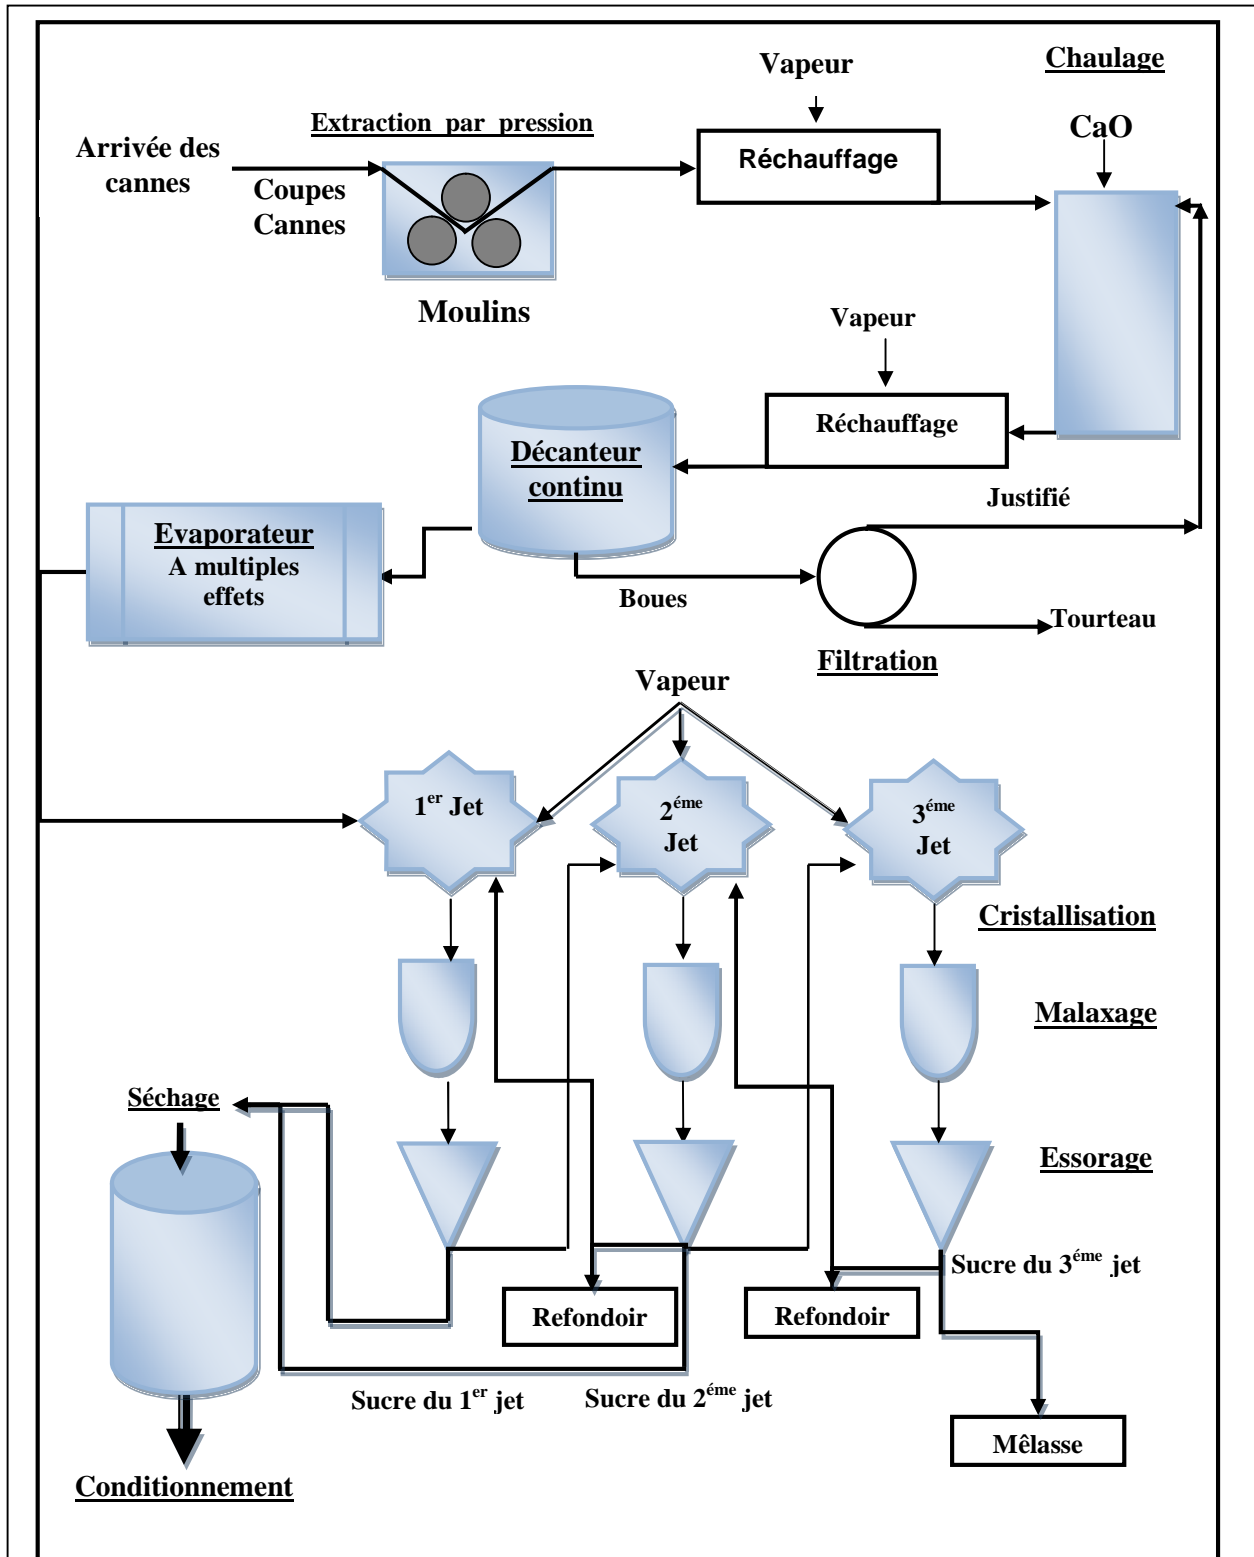 Vapeur
Chaulage
Extraction par pression
CaO
Arrivée des
cannes
Réchauffage
Coupes
Cannes
Moulins
Vapeur
Réchauffage
Décanteur
continu
Justifié
Evaporateur
A multiples
effets
Boues
Tourteau
Filtration
Vapeur
1er Jet
2éme
Jet
3éme
Jet
Cristallisation
Malaxage
Séchage
Essorage
Sucre du 3éme jet
Refondoir
Refondoir
Sucre du 1er jet
Sucre du 2éme jet
Mêlasse
Conditionnement